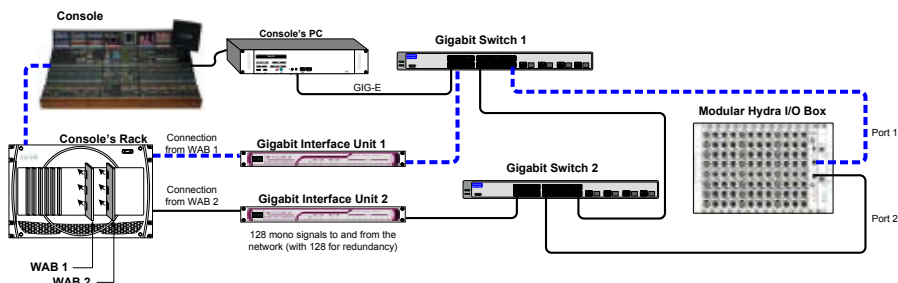 Console
Console's PC
Gigabit Switch 1
GIG-E
Modular Hydra I/O Box
Port 1
Console's Rack
Connection
from WAB 1
Gigabit Interface Unit 1
Gigabit Switch 2
Connection
from WAB 2
Gigabit Interface Unit 2
Port 2
128 mono signals to and from the
network (with 128 for redundancy)
WAB 1
WAB 2